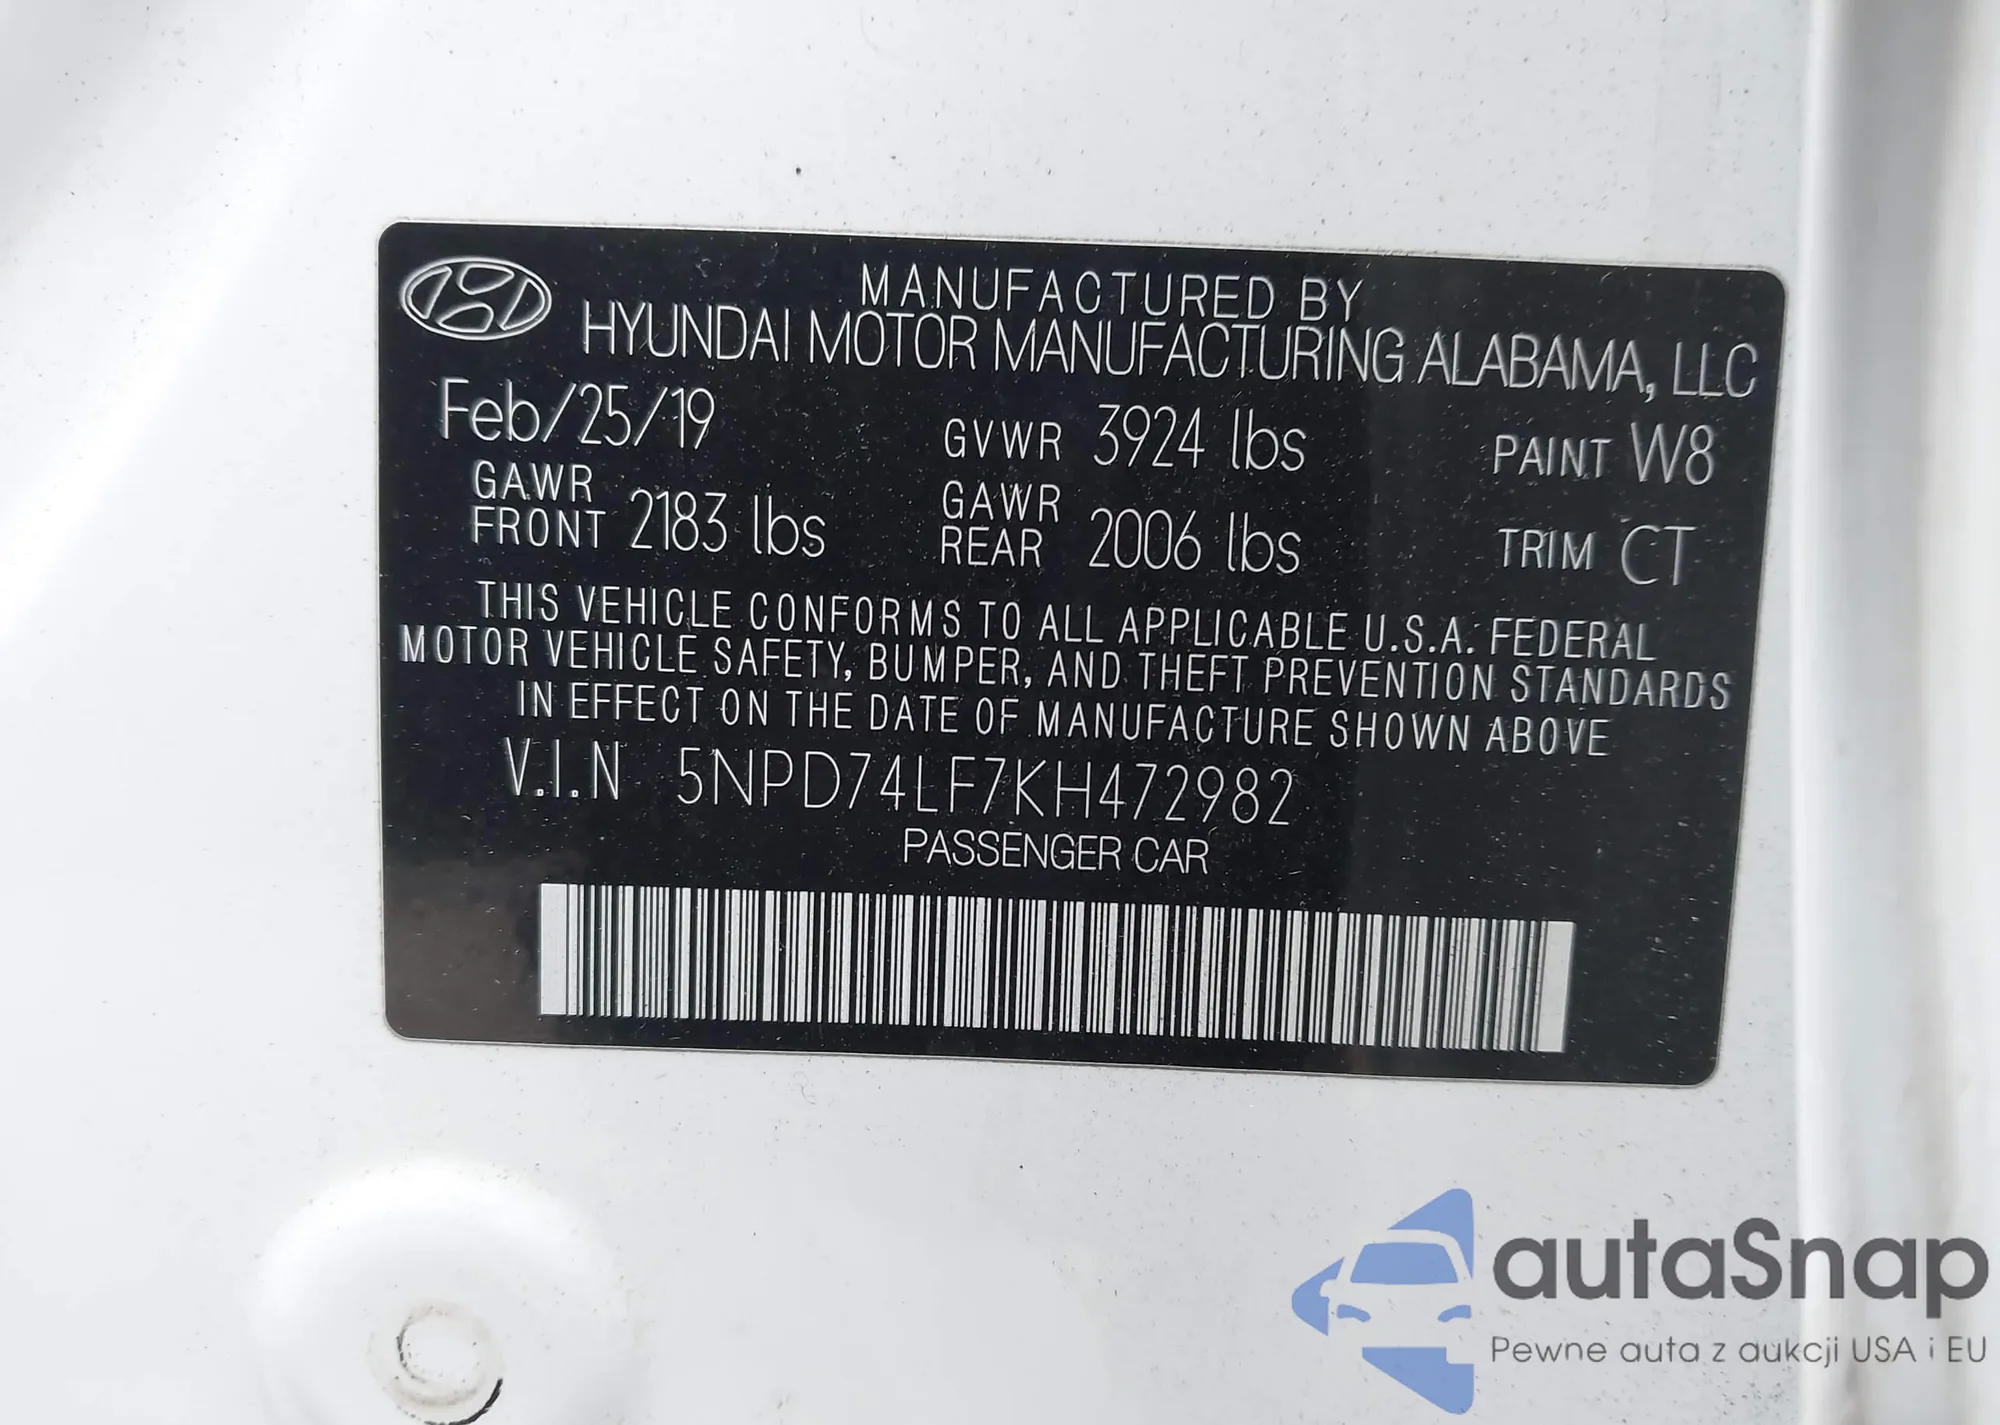 MANUFACTURED BY
HYUNDAI MOTOR MANUFACTURING ALABAMA, LLC
Feb/25/19 GVWR 3924 lbs PAINT W8
GAWR FRONT 2183 lbs GAWR REAR 2006 lbs TRIM CT
THIS VEHICLE CONFORMS TO ALL APPLICABLE U.S.A. FEDERAL
MOTOR VEHICLE SAFETY, BUMPER, AND THEFT PREVENTION STANDARDS
IN EFFECT ON THE DATE OF MANUFACTURE SHOWN ABOVE
V.I.N 5NPD74LF7KH472982
PASSENGER CAR
autaSnap
Pewne auta z aukcji USA i EU